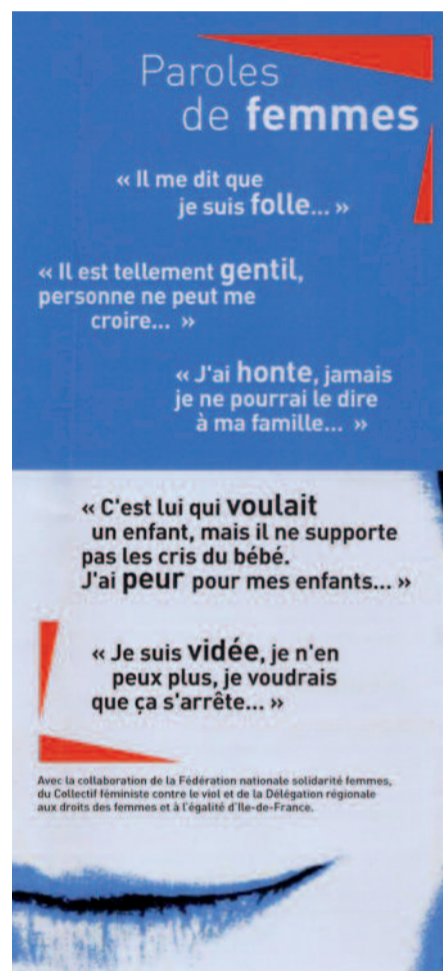 Paroles
de femmes
« Il me dit que
je suis folle... »
« Il est tellement gentil,
personne ne peut me
croire... »
« J'ai honte, jamais
je ne pourrai le dire
à ma famille... »
« C'est lui qui voulait
un enfant, mais il ne supporte
pas les cris du bébé.
J'ai peur pour mes enfants... »
« Je suis vidée, je n'en
peux plus, je voudrais
que ça s'arrête... »
Avec la collaboration de la Fédération nationale solidarité femmes,
du Collectif féministe contre le viol et de la Délégation régionale
aux droits des femmes et à l'égalité d'Ile-de-France.